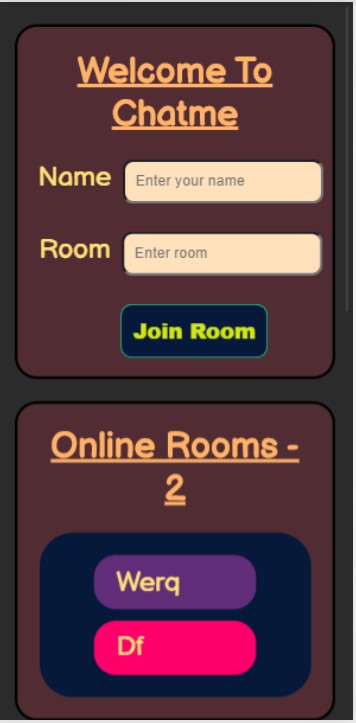 Welcome To
Chatme
Name
Enter your name
Room
Enter room
Join Room
Online Rooms -
2
Werq
Df